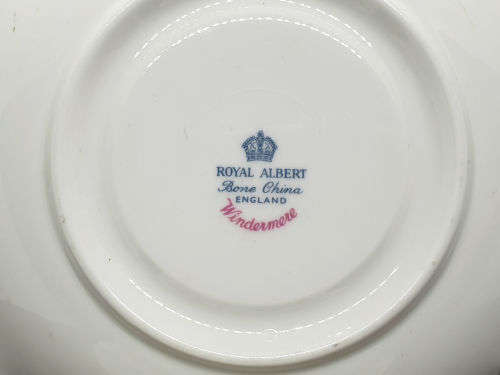 ROYAL ALBERT
Bone China
ENGLAND
Windermere